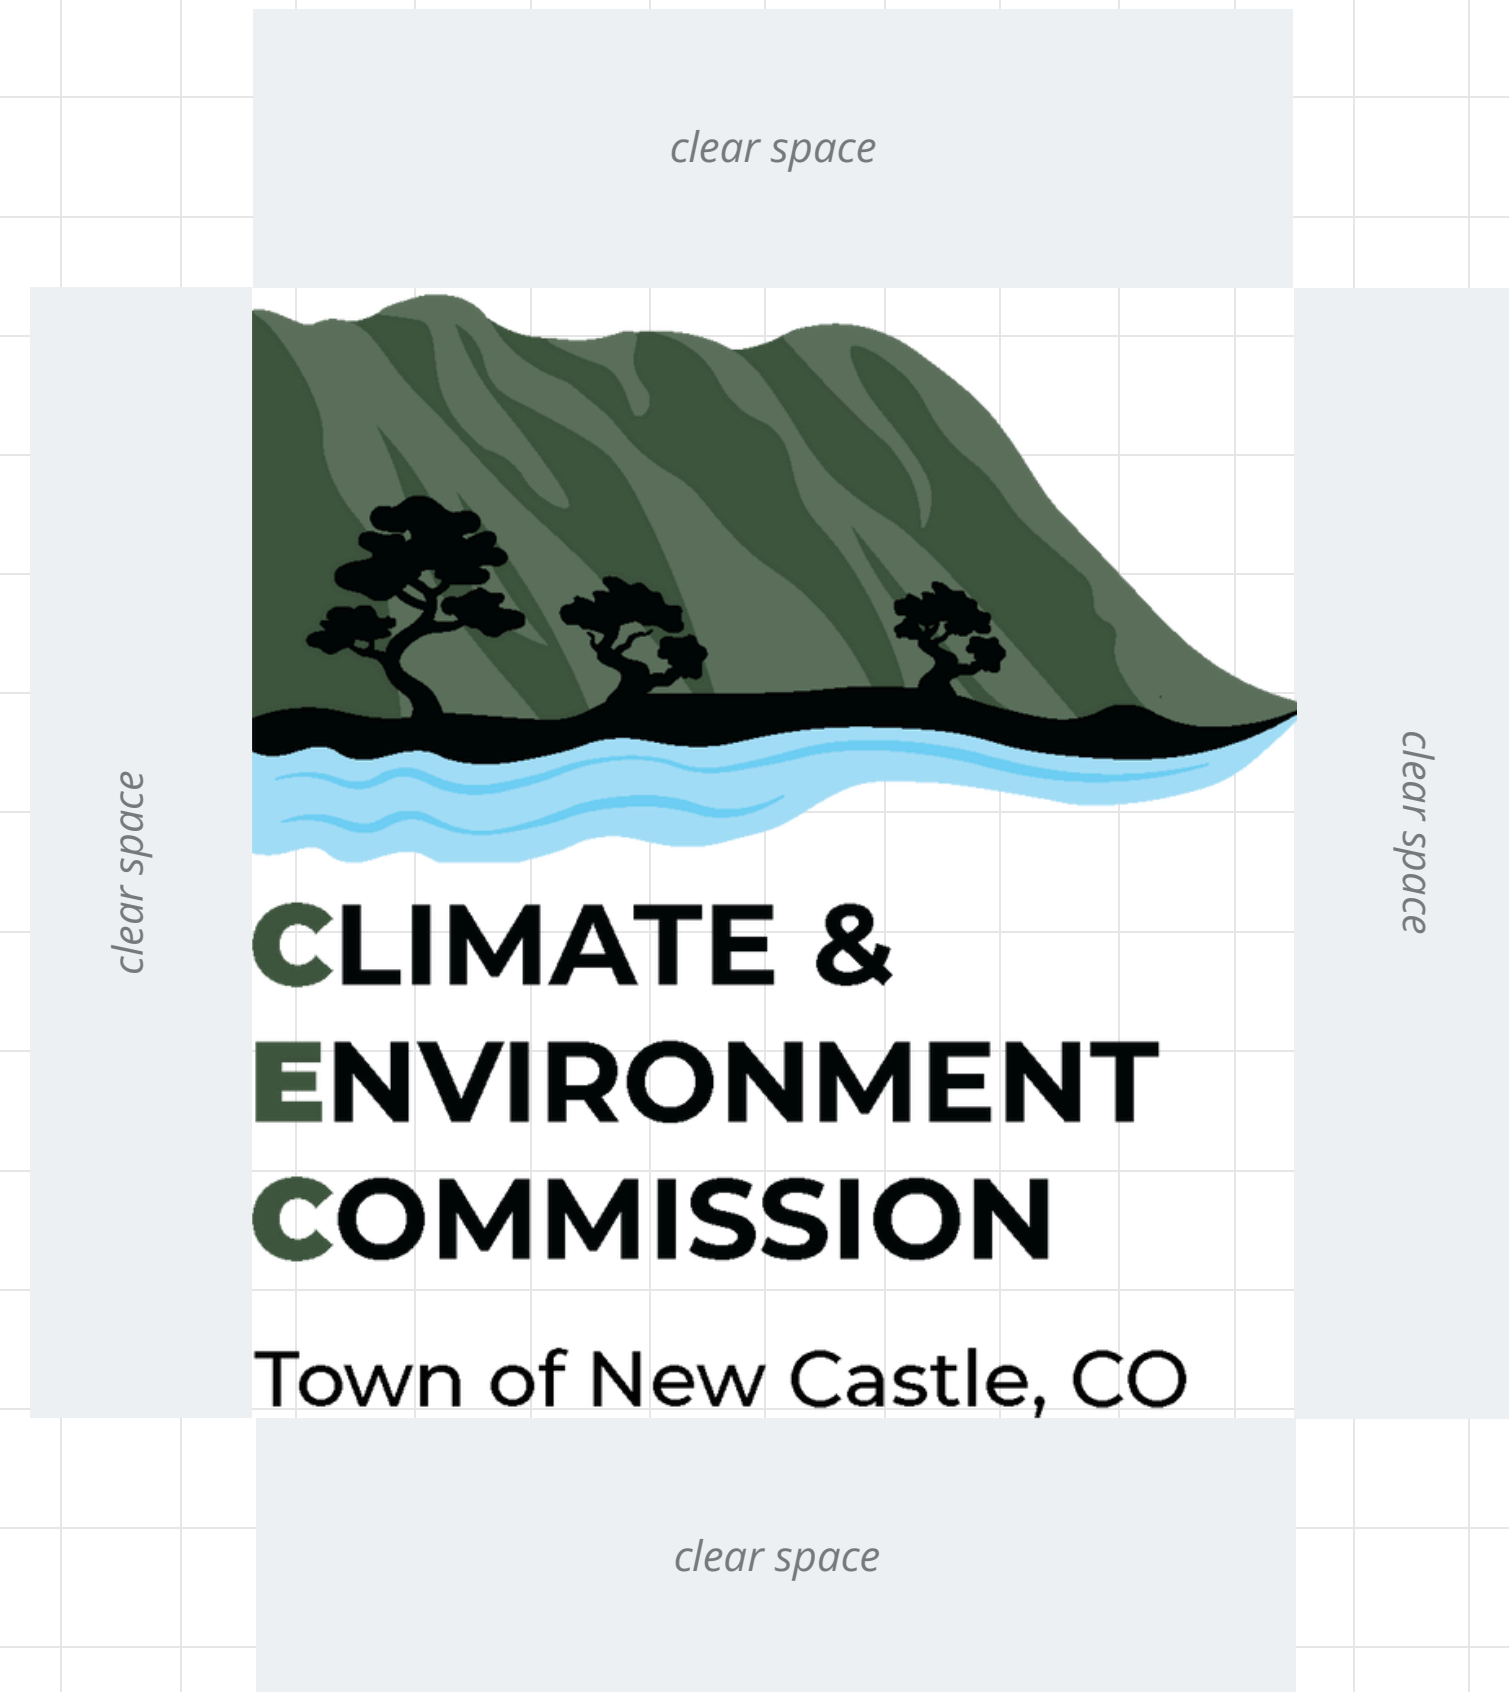 clear space
clear space
clear space
CLIMATE &
ENVIRONMENT
COMMISSION
Town of New Castle, CO
clear space